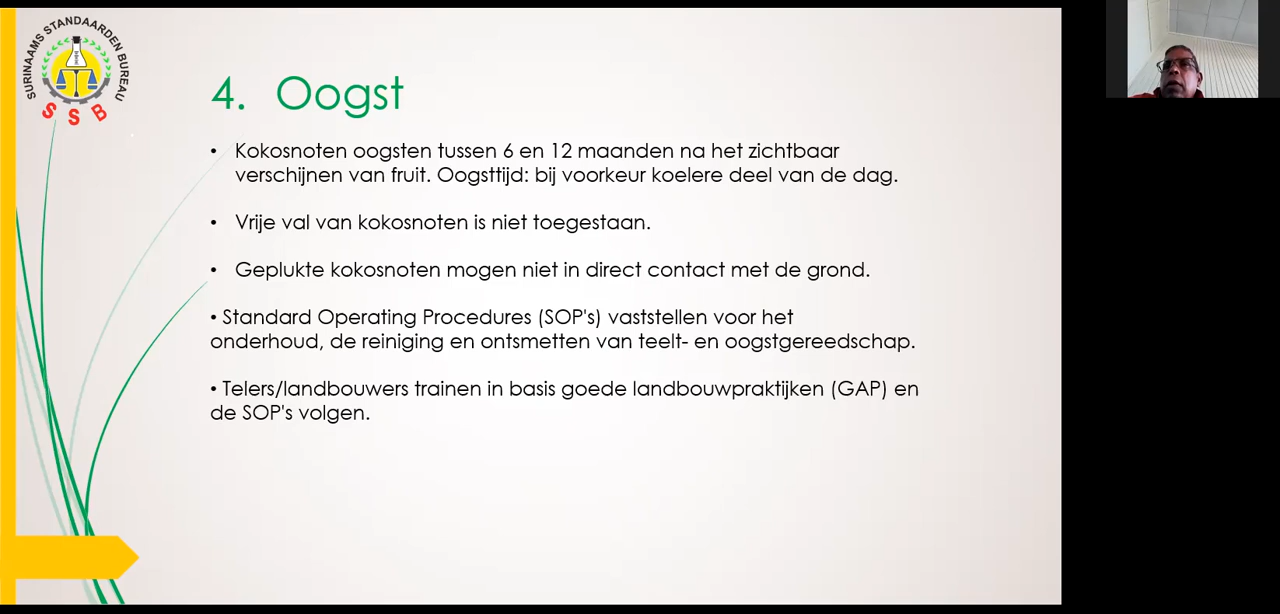 SURINAAMS STANDAARDEN BUREAU
S S B
4. Oogst
• Kokosnoten oogsten tussen 6 en 12 maanden na het zichtbaar
verschijnen van fruit. Oogsttijd: bij voorkeur koelere deel van de dag.
• Vrije val van kokosnoten is niet toegestaan.
• Geplukte kokosnoten mogen niet in direct contact met de grond.
• Standard Operating Procedures (SOP's) vaststellen voor het
onderhoud, de reiniging en ontsmetten van teelt- en oogstgereedschap.
• Telers/landbouwers trainen in basis goede landbouwpraktijken (GAP) en
de SOP's volgen.